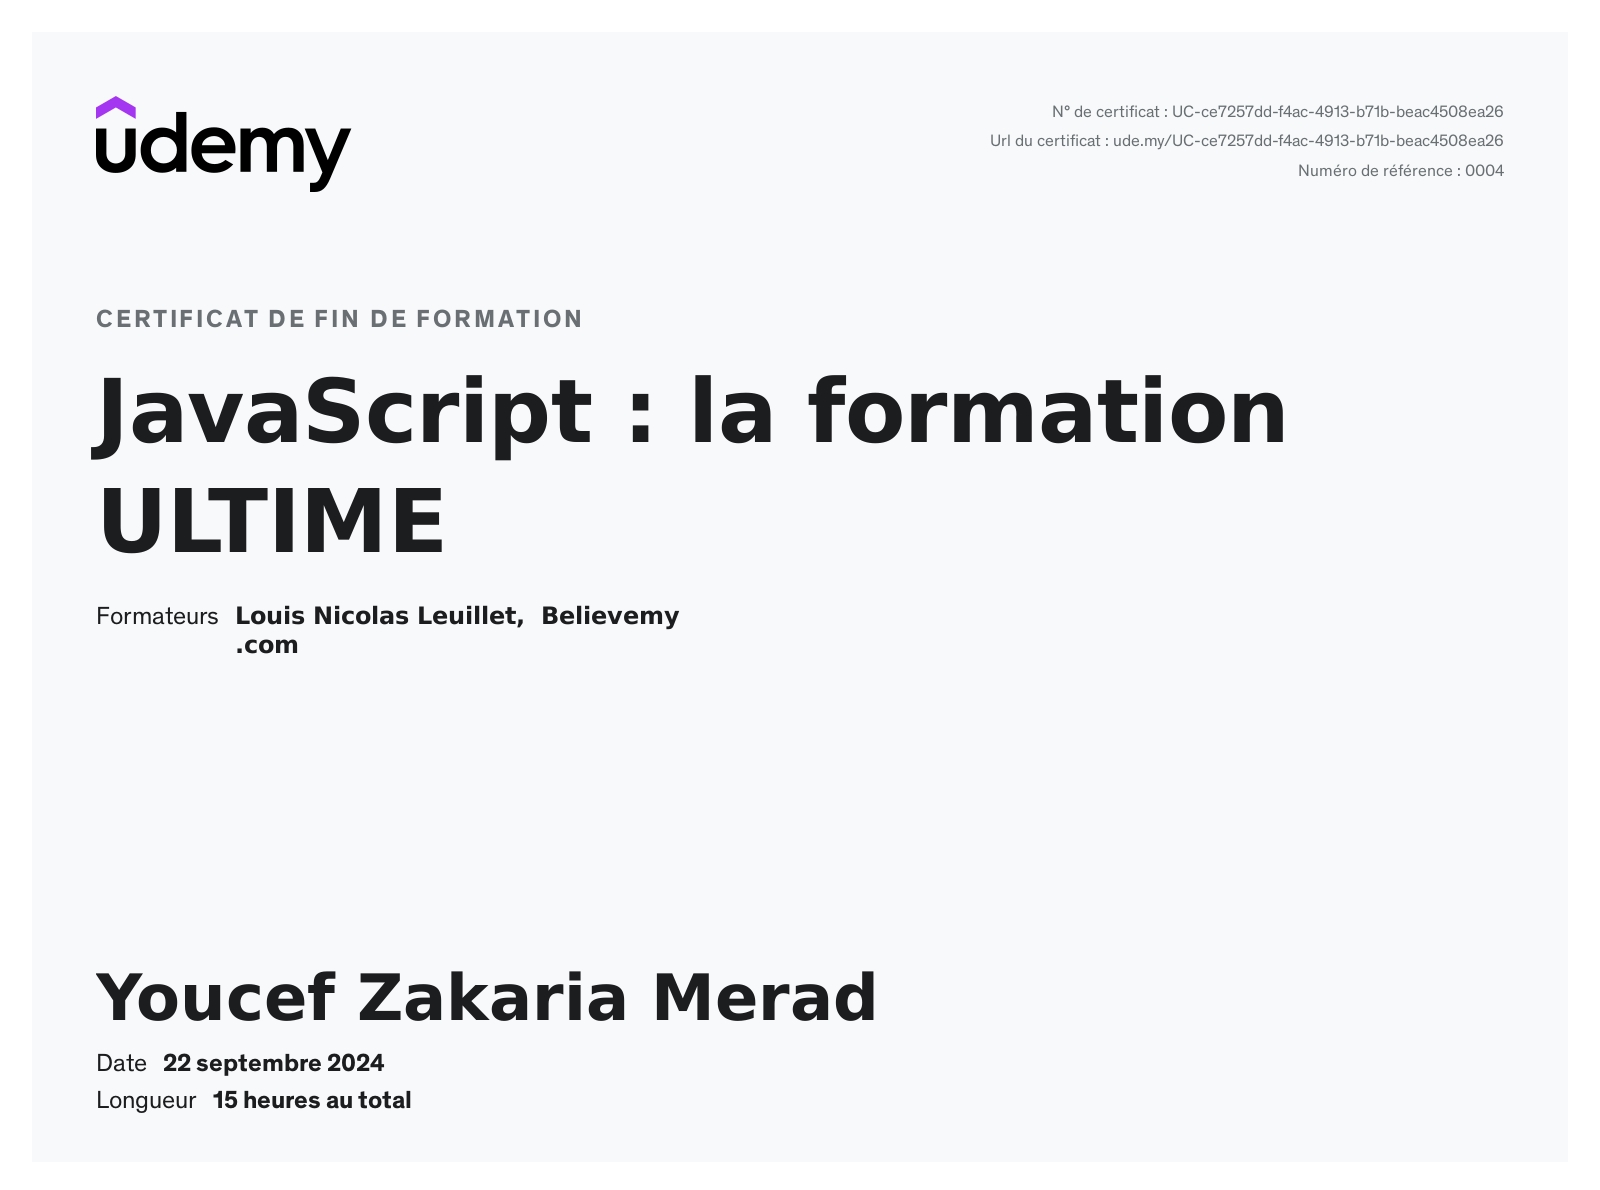 udemy
N° de certificat : UC-ce7257dd-f4ac-4913-b71b-beac4508ea26
Url du certificat : ude.my/UC-ce7257dd-f4ac-4913-b71b-beac4508ea26
Numéro de référence : 0004
CERTIFICAT DE FIN DE FORMATION
JavaScript : la formation
ULTIME
Formateurs Louis Nicolas Leuillet, Believemy
.com
Youcef Zakaria Merad
Date 22 septembre 2024
Longueur 15 heures au total